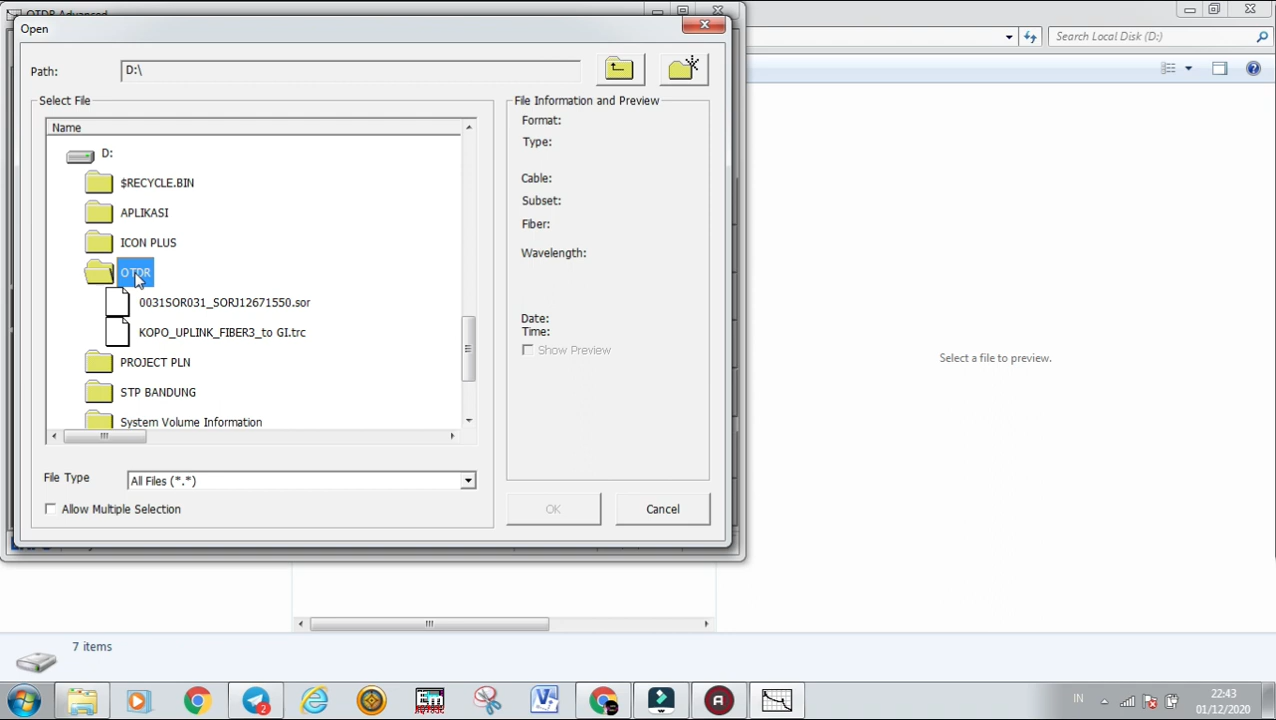 OTDR Advanced
Open
Search Local Disk (D:)
Path:
D:\
Select File
File Information and Preview
Name
Format:
Type:
Cable:
Subset:
Fiber:
Wavelength:
Date:
Time:
Show Preview
D:
$RECYCLE.BIN
APLIKASI
ICON PLUS
OTDR
0031SOR031_SORJ12671550.sor
KOPO_UPLINK_FIBER3_to GI.trc
PROJECT PLN
STP BANDUNG
System Volume Information
Select a file to preview.
File Type
All Files (*.*)
Allow Multiple Selection
OK
Cancel
7 items
2
IN
22:43
01/12/2020